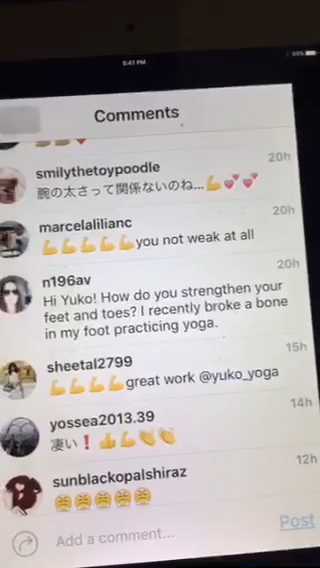 5:41 PM
85%
Comments
smilythetoypoodle 20h
腕の太さって関係ないのね...💪💕💕
marcelalilianc 20h
💪💪💪💪💪you not weak at all
n196av 20h
Hi Yuko! How do you strengthen your
feet and toes? I recently broke a bone
in my foot practicing yoga.
sheetal2799 15h
💪💪💪💪great work @yuko_yoga
yossea2013.39 14h
凄い❗👍💪👏👏
sunblackopalshiraz 12h
Add a comment... Post